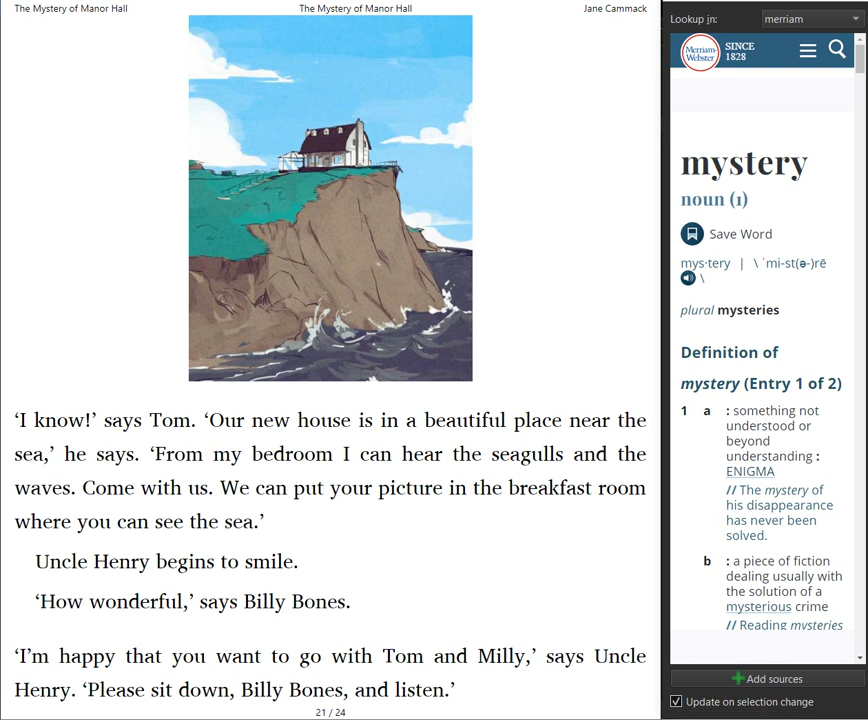 The Mystery of Manor Hall The Mystery of Manor Hall Jane Cammack
‘I know!’ says Tom. ‘Our new house is in a beautiful place near the
sea,’ he says. ‘From my bedroom I can hear the seagulls and the
waves. Come with us. We can put your picture in the breakfast room
where you can see the sea.’
Uncle Henry begins to smile.
‘How wonderful,’ says Billy Bones.
‘I’m happy that you want to go with Tom and Milly,’ says Uncle
Henry. ‘Please sit down, Billy Bones, and listen.’
21 / 24
Lookup in: merriam
Merriam-
Webster
SINCE
1828
mystery
noun (1)
Save Word
mys·tery | \ ˈmi-st(ə-)rē
\
plural mysteries
Definition of
mystery (Entry 1 of 2)
1 a : something not
understood or
beyond
understanding :
ENIGMA
// The mystery of
his disappearance
has never been
solved.
b : a piece of fiction
dealing usually with
the solution of a
mysterious crime
// Reading mysteries
Add sources
Update on selection change